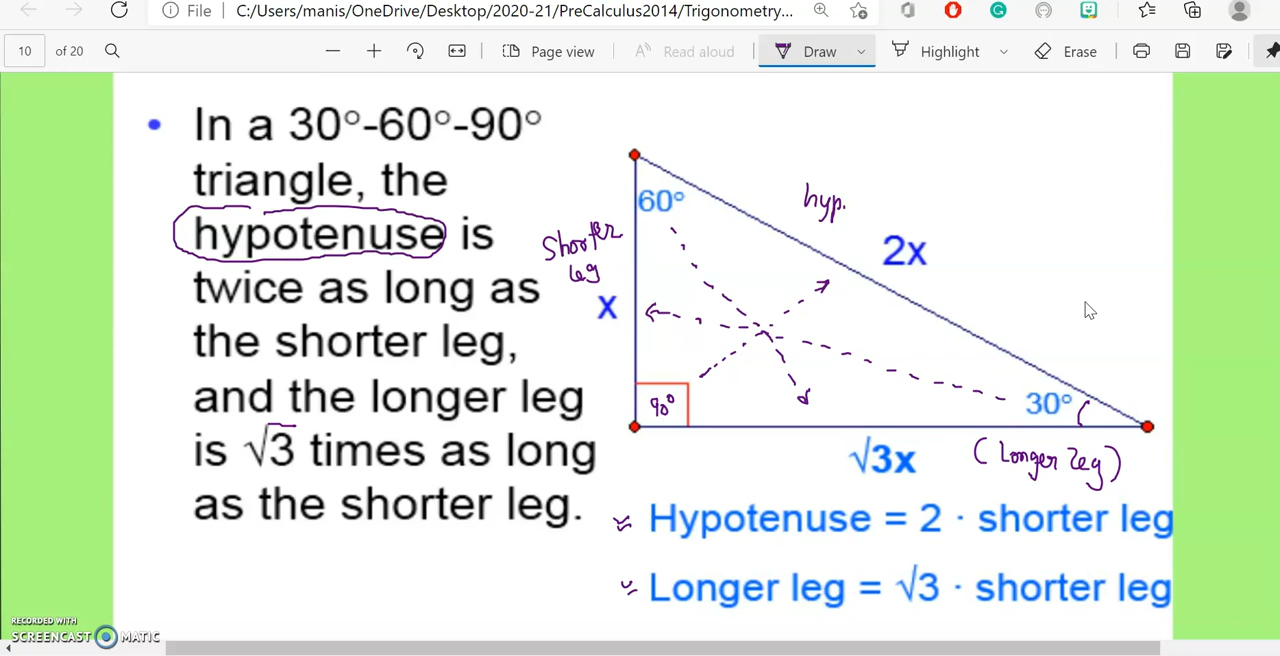 File C:/Users/manis/OneDrive/Desktop/2020-21/PreCalculus2014/Trigonometry...
10 of 20 Page view Read aloud Draw Highlight Erase
• In a 30°-60°-90°
triangle, the
hypotenuse is
twice as long as
the shorter leg,
and the longer leg
is √3 times as long
as the shorter leg.
60°
hyp.
Shorter
leg
2x
x
90°
30°
√3x
(Longer leg)
Hypotenuse = 2 · shorter leg
Longer leg = √3 · shorter leg
RECORDED WITH
SCREENCAST MATIC